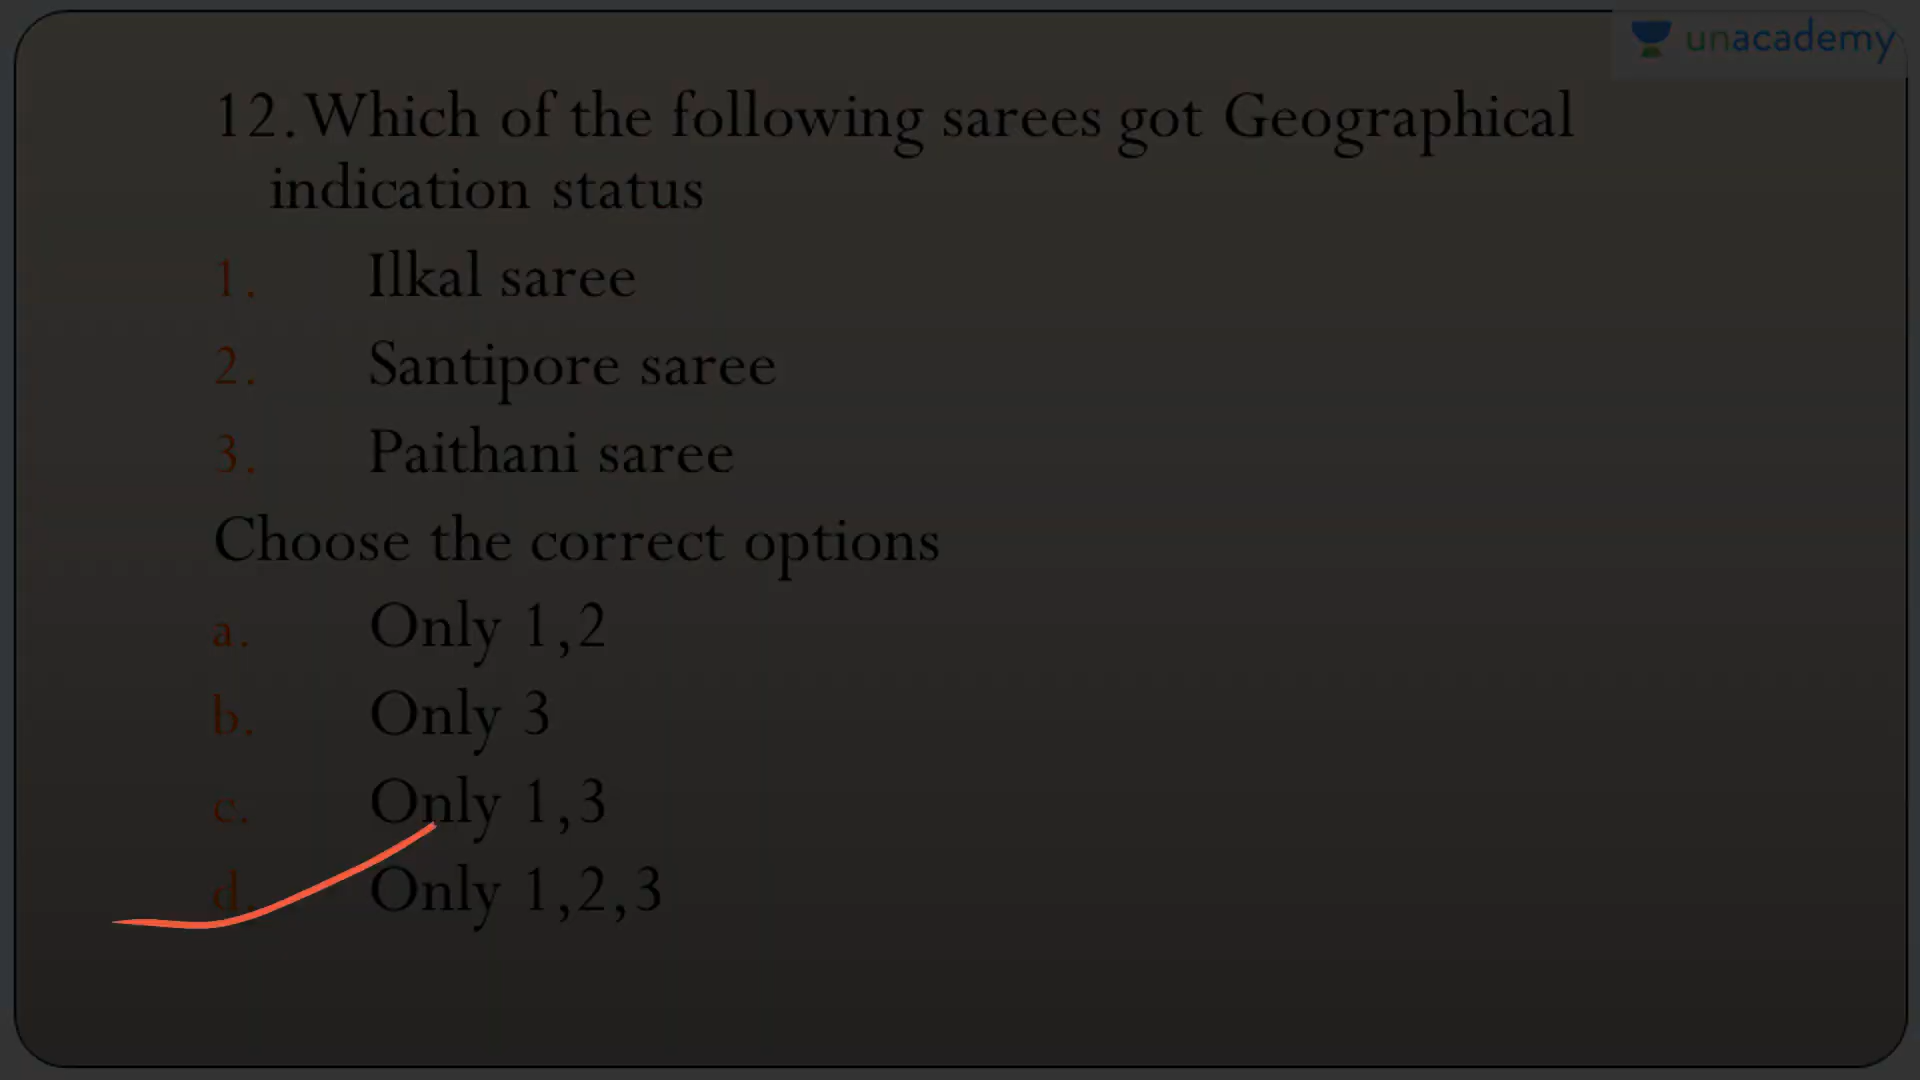 unacademy
12. Which of the following sarees got Geographical
indication status
1. Ilkal saree
2. Santipore saree
3. Paithani saree
Choose the correct options
a. Only 1,2
b. Only 3
c. Only 1,3
d. Only 1,2,3